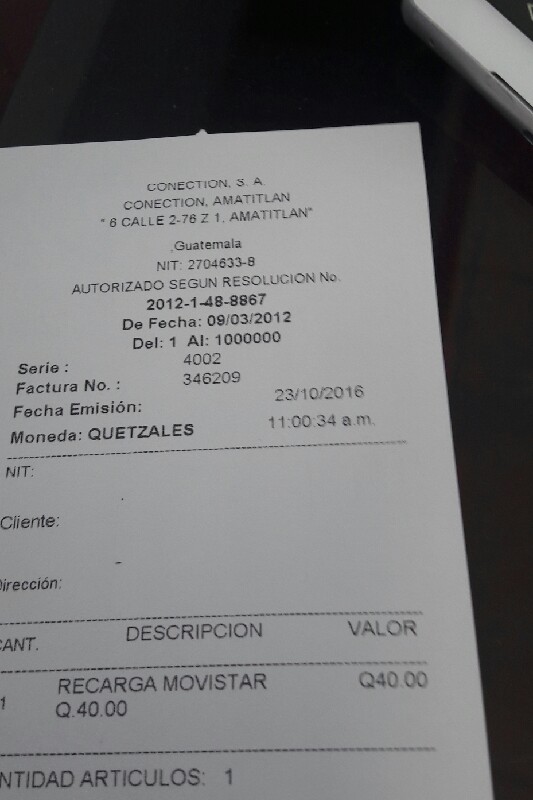 CONECTION, S. A.
CONECTION, AMATITLAN
" 6 CALLE 2-76 Z 1, AMATITLAN"
,Guatemala
NIT: 2704633-8
AUTORIZADO SEGUN RESOLUCION No.
2012-1-48-8867
De Fecha: 09/03/2012
Del: 1 Al: 1000000
Serie : 4002
Factura No. : 346209
Fecha Emisión: 23/10/2016
Moneda: QUETZALES 11:00:34 a.m.
NIT:
Cliente:
Dirección:
CANT. DESCRIPCION VALOR
1 RECARGA MOVISTAR Q40.00
Q.40.00
NTIDAD ARTICULOS: 1